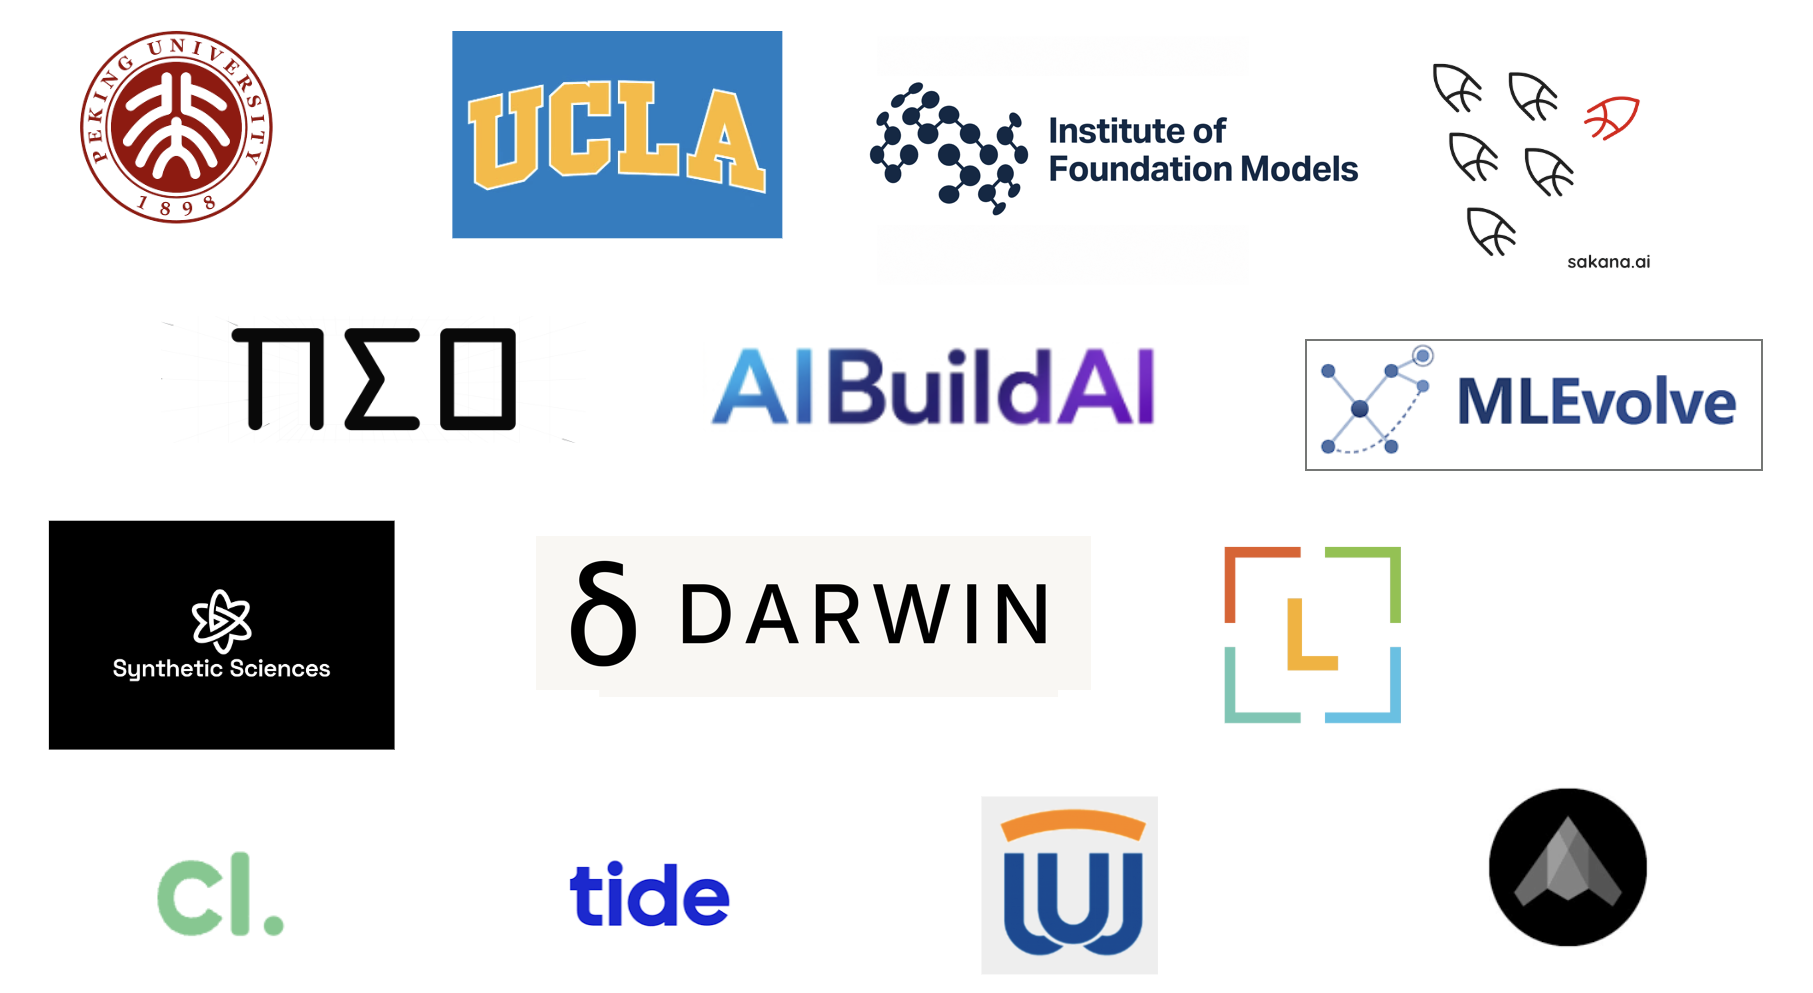 PEKING UNIVERSITY
1898
UCLA
Institute of
Foundation Models
sakana.ai
ΠΣΟ
AIBuildAI
MLEvolve
Synthetic Sciences
δ DARWIN
L
cl.
tide